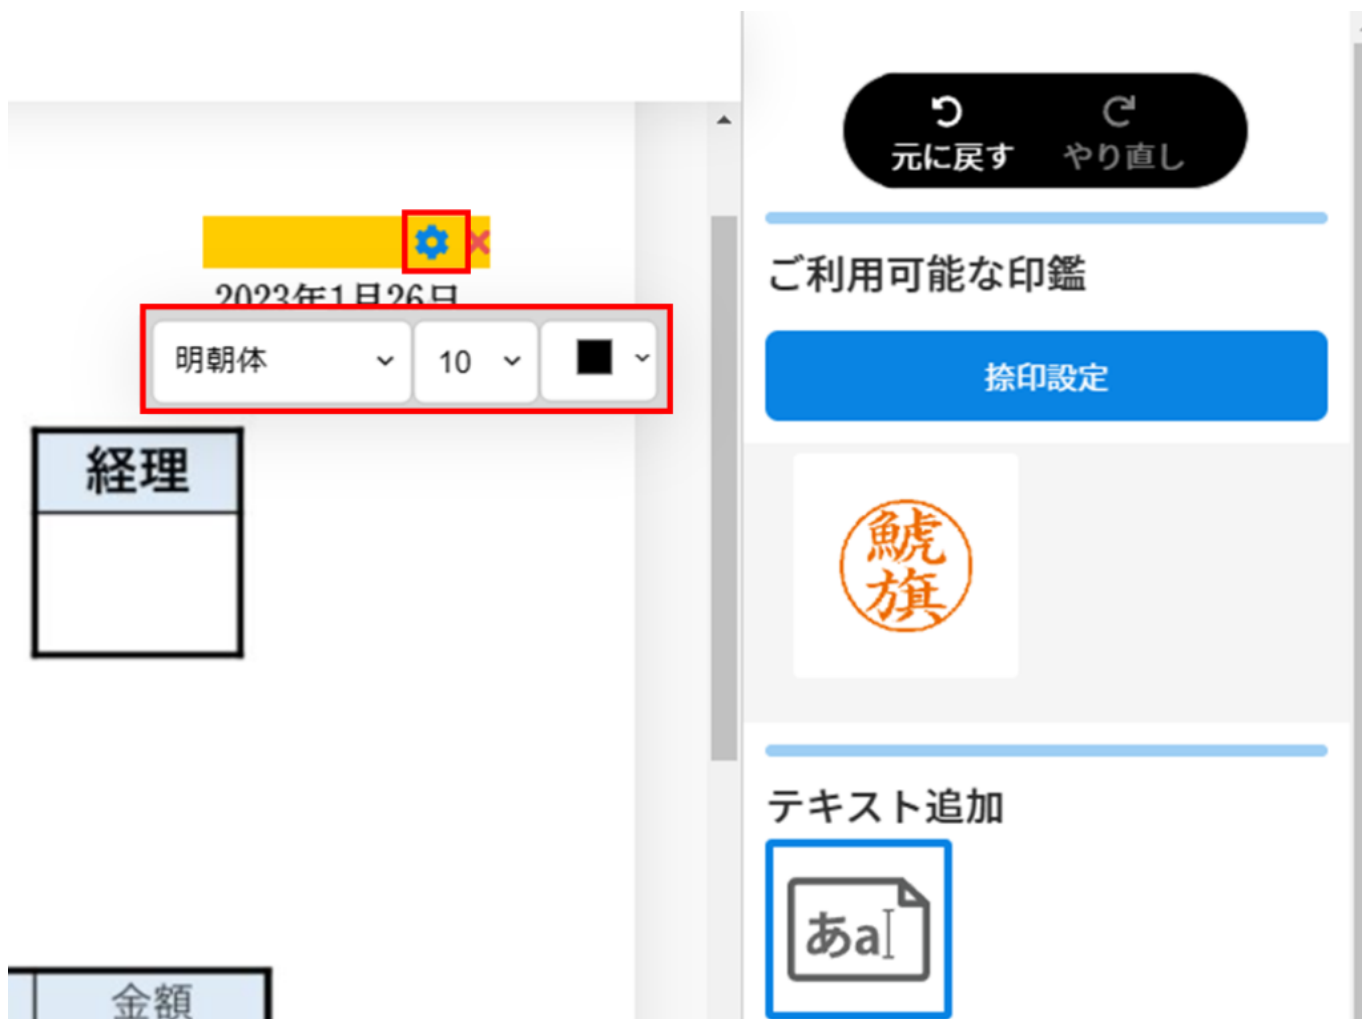 元に戻す やり直し
2023年1月26日
ご利用可能な印鑑
明朝体 10
捺印設定
経理
鯱
旗
テキスト追加
あa
金額